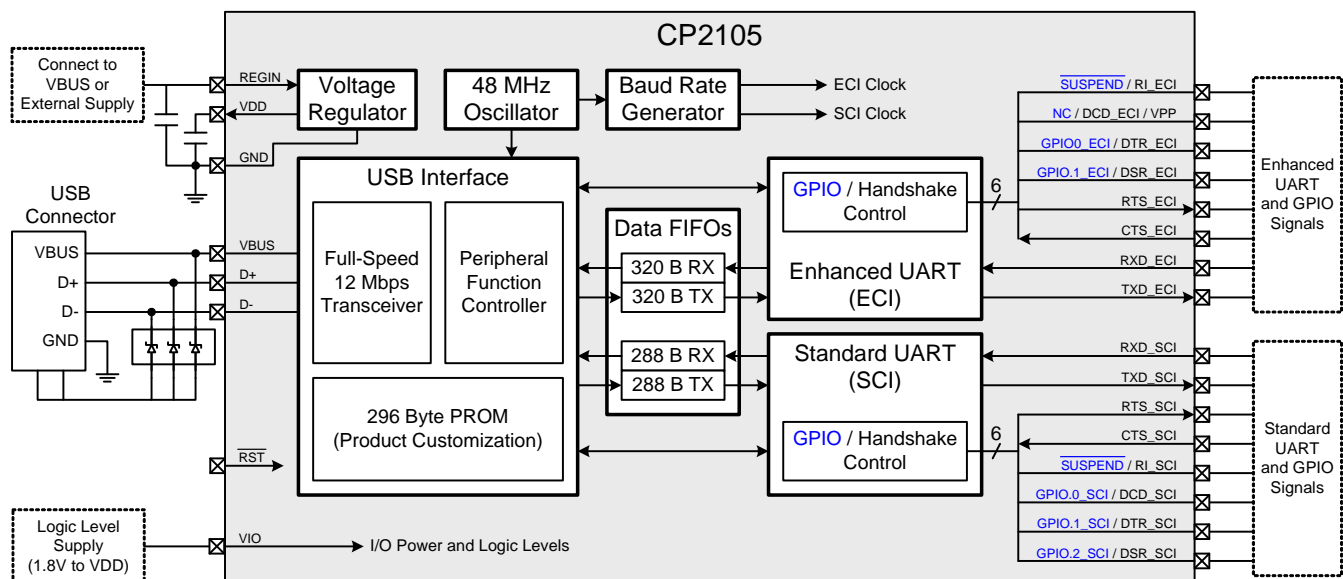 CP2105
Connect to
VBUS or
External Supply
REGIN
VDD
GND
Voltage
Regulator
48 MHz
Oscillator
Baud Rate
Generator
ECI Clock
SCI Clock
USB
Connector
VBUS
D+
D-
GND
VBUS
D+
D-
USB Interface
Full-Speed
12 Mbps
Transceiver
Peripheral
Function
Controller
296 Byte PROM
(Product Customization)
Data FIFOs
320 B RX
320 B TX
288 B RX
288 B TX
GPIO / Handshake
Control
6
Enhanced UART
(ECI)
Standard UART
(SCI)
GPIO / Handshake
Control
6
SUSPEND / RI_ECI
NC / DCD_ECI / VPP
GPIO0_ECI / DTR_ECI
GPIO.1_ECI / DSR_ECI
RTS_ECI
CTS_ECI
RXD_ECI
TXD_ECI
Enhanced
UART
and GPIO
Signals
RXD_SCI
TXD_SCI
RTS_SCI
CTS_SCI
SUSPEND / RI_SCI
GPIO.0_SCI / DCD_SCI
GPIO.1_SCI / DTR_SCI
GPIO.2_SCI / DSR_SCI
Standard
UART
and GPIO
Signals
RST
Logic Level
Supply
(1.8V to VDD)
VIO
I/O Power and Logic Levels